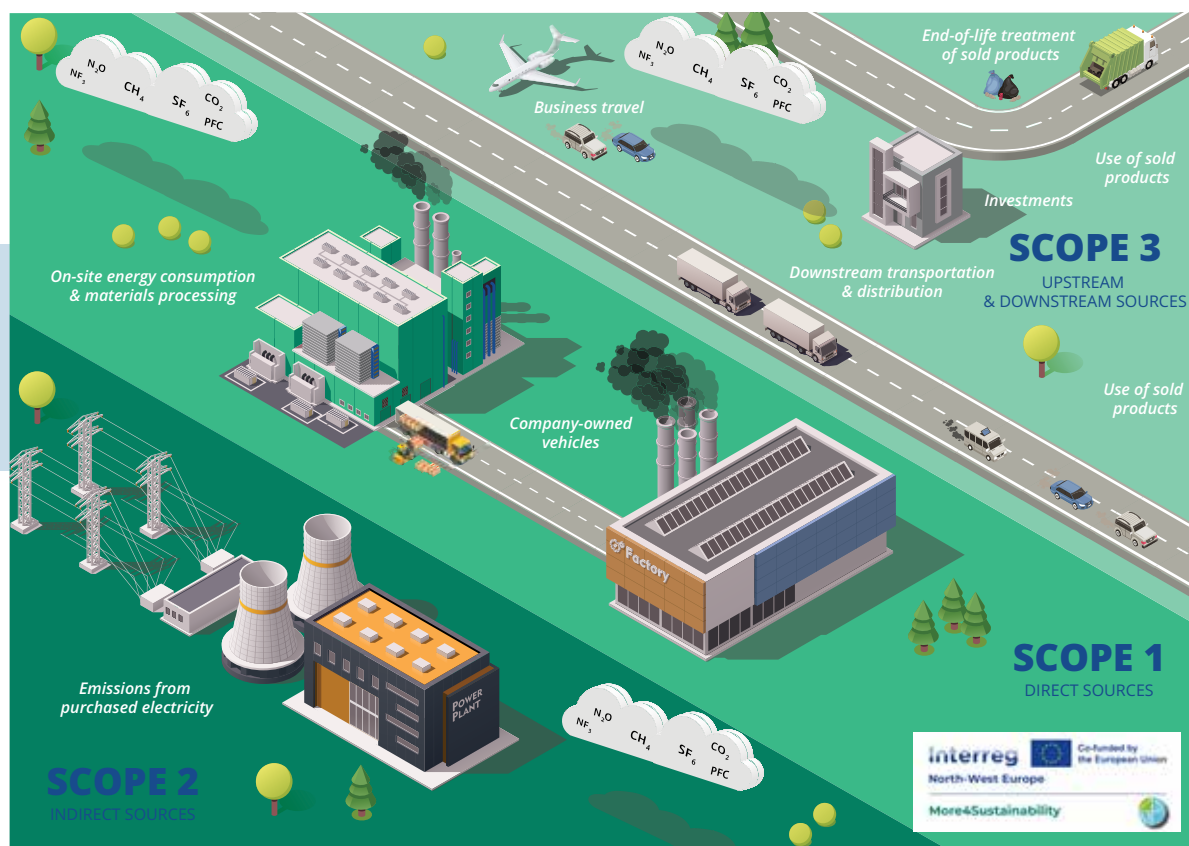 End-of-life treatment
of sold products
N₂O
NF₃
CH₄
SF₆
CO₂
PFC
N₂O
NF₃
CH₄
SF₆
CO₂
PFC
Business travel
Use of sold
products
Investments
SCOPE 3
UPSTREAM
& DOWNSTREAM SOURCES
Downstream transportation
& distribution
On-site energy consumption
& materials processing
Use of sold
products
Company-owned
vehicles
Factory
SCOPE 1
DIRECT SOURCES
Emissions from
purchased electricity
POWER
PLANT
N₂O
NF₃
CH₄
SF₆
CO₂
PFC
SCOPE 2
INDIRECT SOURCES
Interreg
Co-funded by
the European Union
North-West Europe
More4Sustainability